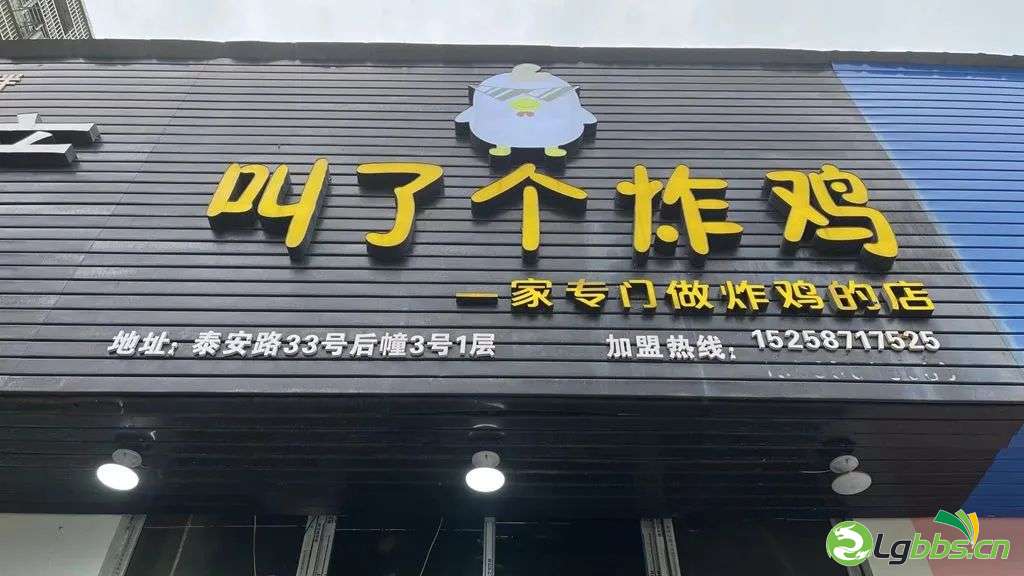 叫了个炸鸡
一家专门做炸鸡的店
地址：泰安路33号后幢3号1层
加盟热线：15258717525
Lgbbs.cn